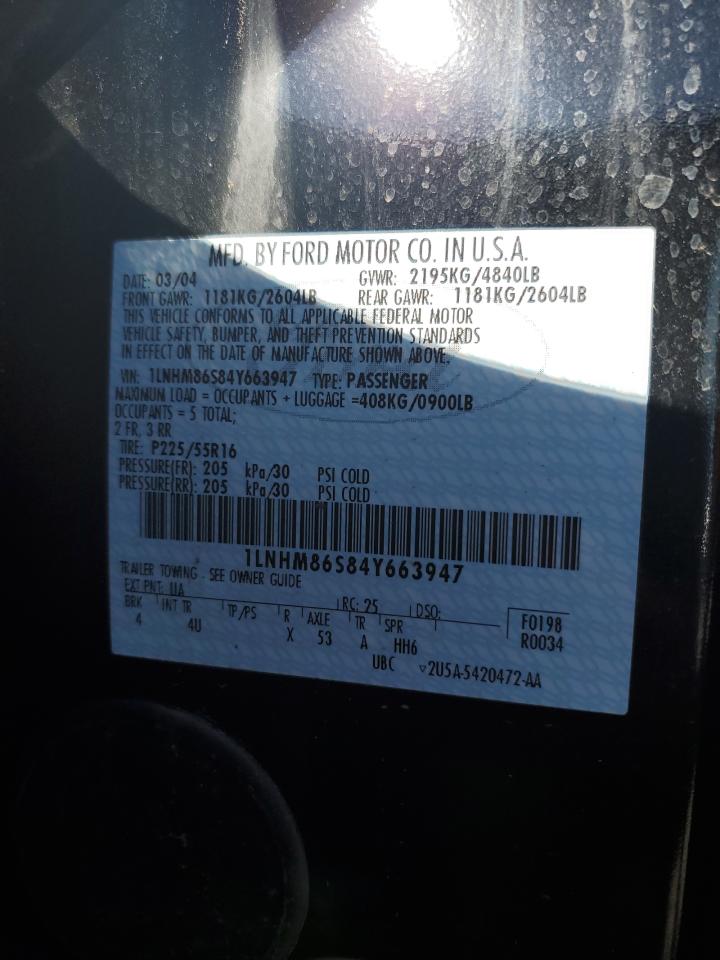 MFD. BY FORD MOTOR CO. IN U.S.A.
DATE: 03/04 GVWR: 2195KG/4840LB
FRONT GAWR: 1181KG/2604LB REAR GAWR: 1181KG/2604LB
THIS VEHICLE CONFORMS TO ALL APPLICABLE FEDERAL MOTOR
VEHICLE SAFETY, BUMPER, AND THEFT PREVENTION STANDARDS
IN EFFECT ON THE DATE OF MANUFACTURE SHOWN ABOVE.
VIN: 1LNHM86S84Y663947 TYPE: PASSENGER
MAXIMUM LOAD = OCCUPANTS + LUGGAGE =408KG/0900LB
OCCUPANTS = 5 TOTAL;
2 FR, 3 RR
TIRE: P225/55R16
PRESSURE(FR): 205 kPa/30 PSI COLD
PRESSURE(RR): 205 kPa/30 PSI COLD
1LNHM86S84Y663947
TRAILER TOWING - SEE OWNER GUIDE
EXT PNT: UA RC: 25 DSO:
BRK INT TR TP/PS R AXLE TR SPR F0198
4 4U X 53 A HH6 R0034
UBC ▽2U5A-5420472-AA